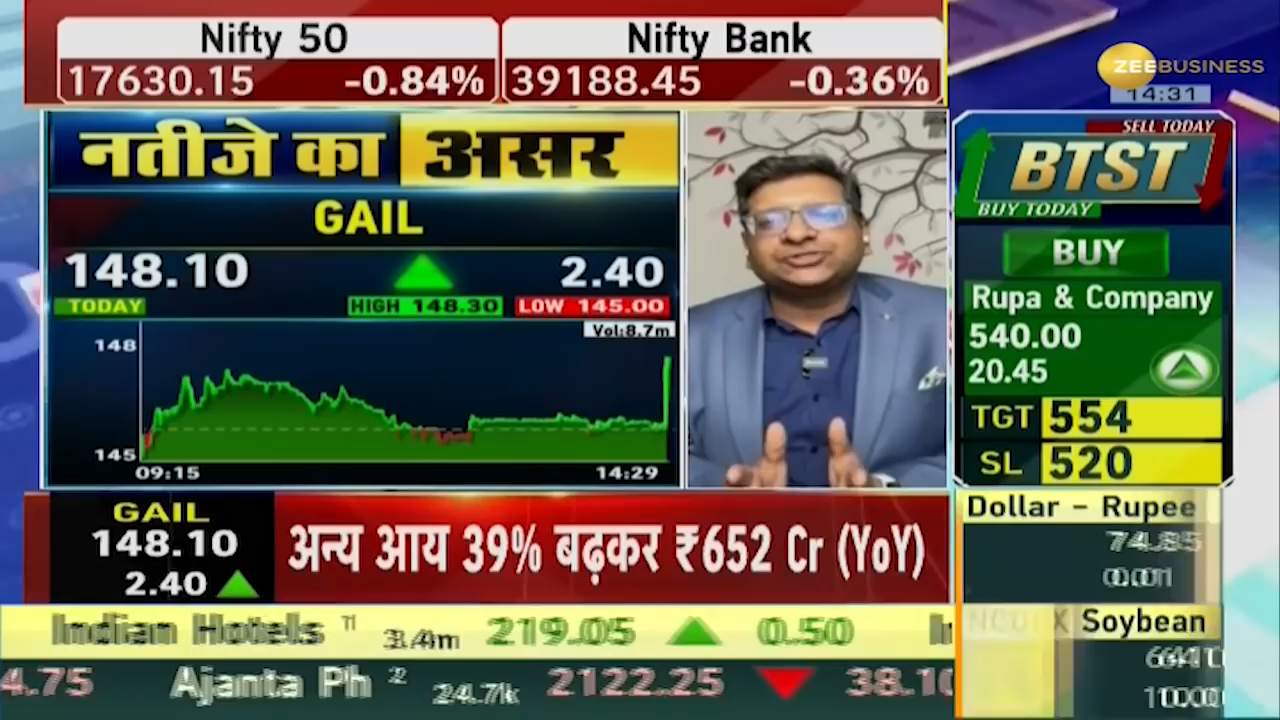 Nifty 50
17630.15 -0.84%
Nifty Bank
39188.45 -0.36%
ZEEBUSINESS
14:31
नतीजे का असर
GAIL
148.10 2.40
TODAY HIGH 148.30 LOW 145.00
Vol:8.7m
148
145
09:15 14:29
SELL TODAY
BTST
BUY TODAY
BUY
Rupa & Company
540.00
20.45
TGT 554
SL 520
GAIL
148.10
2.40
अन्य आय 39% बढ़कर ₹652 Cr (YoY)
Dollar - Rupee
74.85
Soybean
Indian Hotels 219.05 0.50
4.75 Ajanta Ph 24.7k 2122.25 38.10